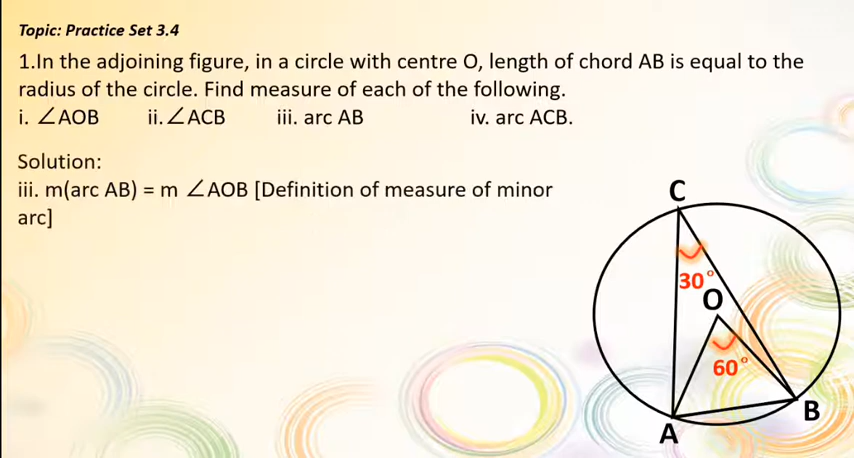 Topic: Practice Set 3.4
1.In the adjoining figure, in a circle with centre O, length of chord AB is equal to the
radius of the circle. Find measure of each of the following.
i. ∠AOB ii.∠ACB iii. arc AB iv. arc ACB.
Solution:
iii. m(arc AB) = m ∠AOB [Definition of measure of minor
arc]
C
30°
O
60°
B
A